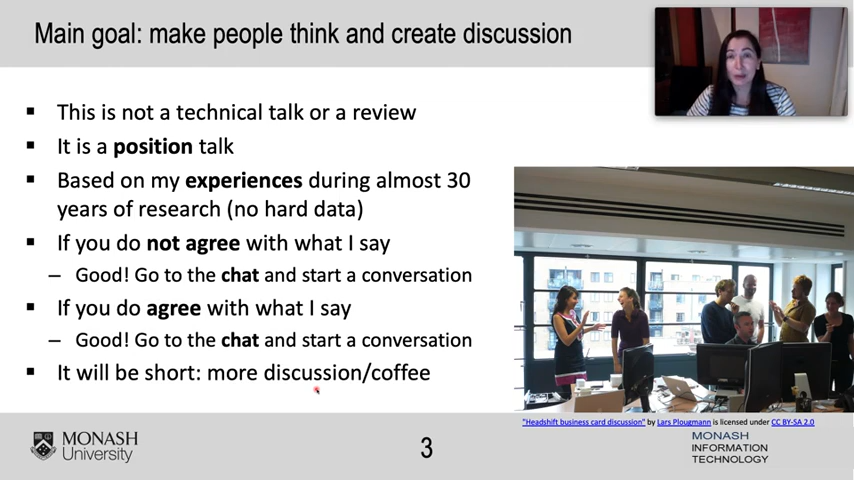 Main goal: make people think and create discussion
▪ This is not a technical talk or a review
▪ It is a position talk
▪ Based on my experiences during almost 30
years of research (no hard data)
▪ If you do not agree with what I say
– Good! Go to the chat and start a conversation
▪ If you do agree with what I say
– Good! Go to the chat and start a conversation
▪ It will be short: more discussion/coffee
"Headshift business card discussion" by Lars Plougmann is licensed under CC BY-SA 2.0
MONASH
University
3
MONASH
INFORMATION
TECHNOLOGY